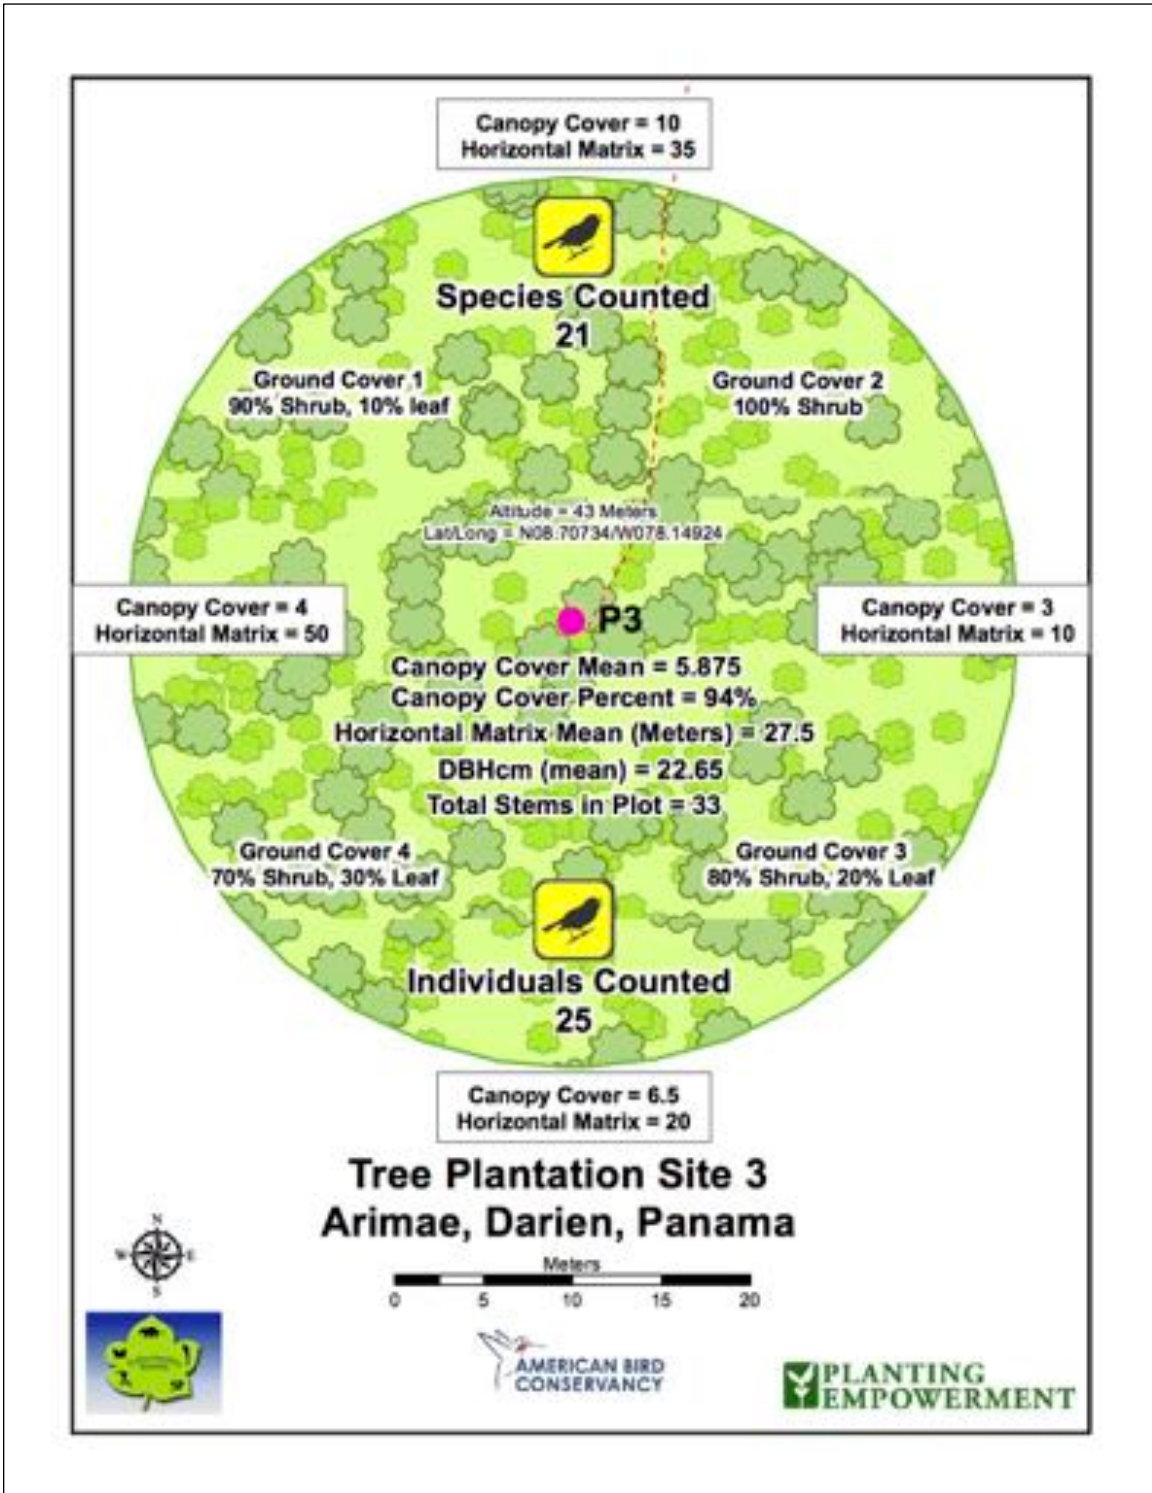 Canopy Cover = 10
Horizontal Matrix = 35
Species Counted
21
Ground Cover 1
90% Shrub, 10% leaf
Ground Cover 2
100% Shrub
Altitude = 43 Meters
Lat/Long = N08.70734/W078.14924
Canopy Cover = 4
Horizontal Matrix = 50
P3
Canopy Cover = 3
Horizontal Matrix = 10
Canopy Cover Mean = 5.875
Canopy Cover Percent = 94%
Horizontal Matrix Mean (Meters) = 27.5
DBHcm (mean) = 22.65
Total Stems in Plot = 33
Ground Cover 4
70% Shrub, 30% Leaf
Ground Cover 3
80% Shrub, 20% Leaf
Individuals Counted
25
Canopy Cover = 6.5
Horizontal Matrix = 20
Tree Plantation Site 3
Arimae, Darien, Panama
N
W E
S
Meters
0 5 10 15 20
AMERICAN BIRD
CONSERVANCY
PLANTING
EMPOWERMENT